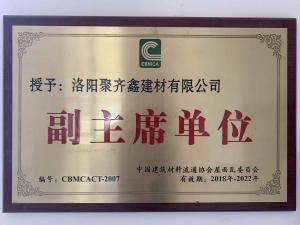 CBMCA
授予：洛阳聚齐鑫建材有限公司
副主席单位
中国建筑材料流通协会屋面瓦委员会
编号：CBMCACT-2007
有效期：2018年-2022年